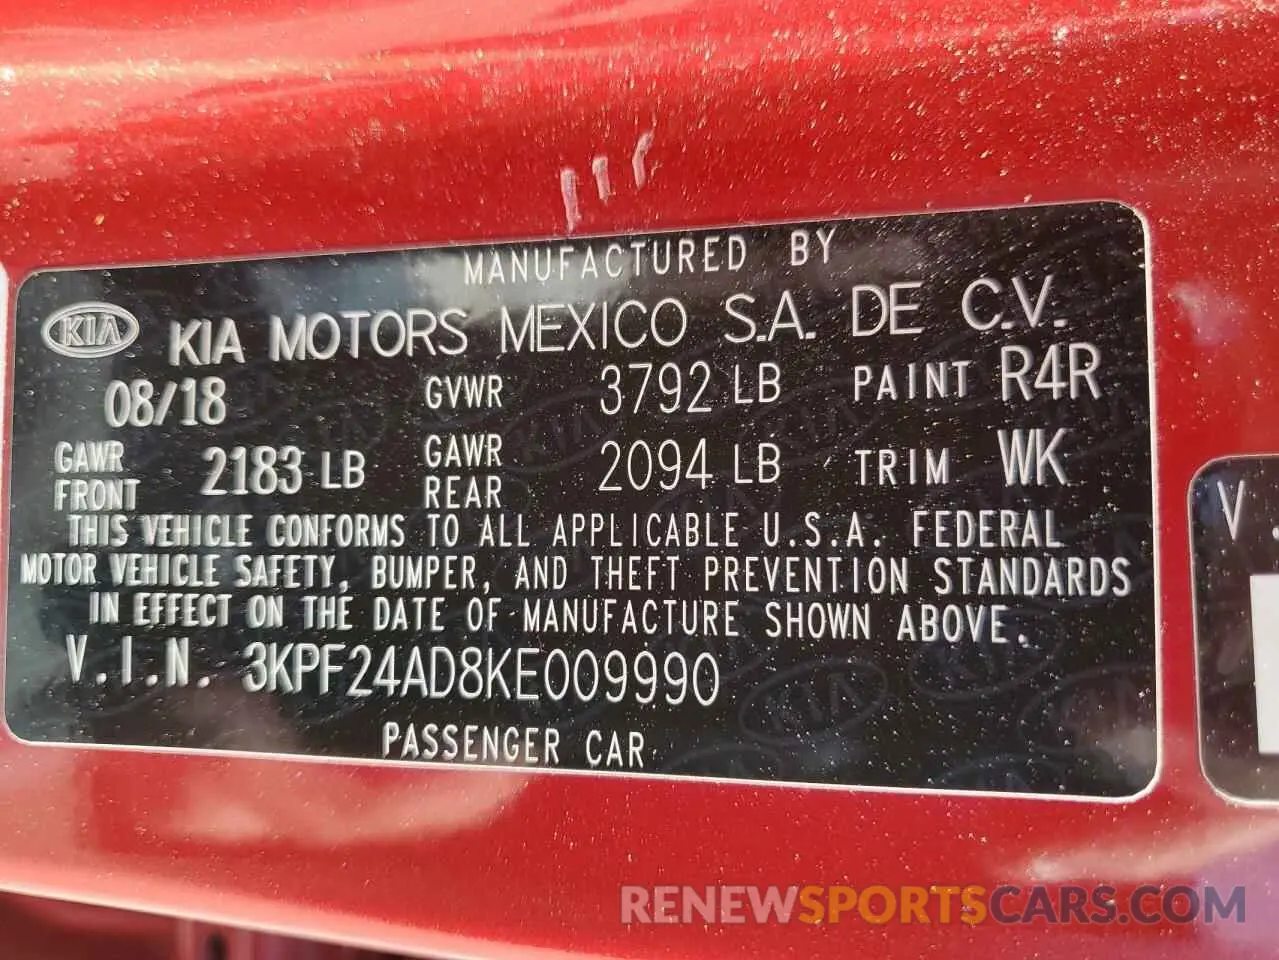 MANUFACTURED BY
KIA KIA MOTORS MEXICO S.A. DE C.V.
08/18 GVWR 3792 LB PAINT R4R
GAWR FRONT 2183 LB GAWR REAR 2094 LB TRIM WK
THIS VEHICLE CONFORMS TO ALL APPLICABLE U.S.A. FEDERAL
MOTOR VEHICLE SAFETY, BUMPER, AND THEFT PREVENTION STANDARDS
IN EFFECT ON THE DATE OF MANUFACTURE SHOWN ABOVE.
V.I.N. 3KPF24AD8KE009990
PASSENGER CAR
V.
RENEWSPORTSCARS.COM